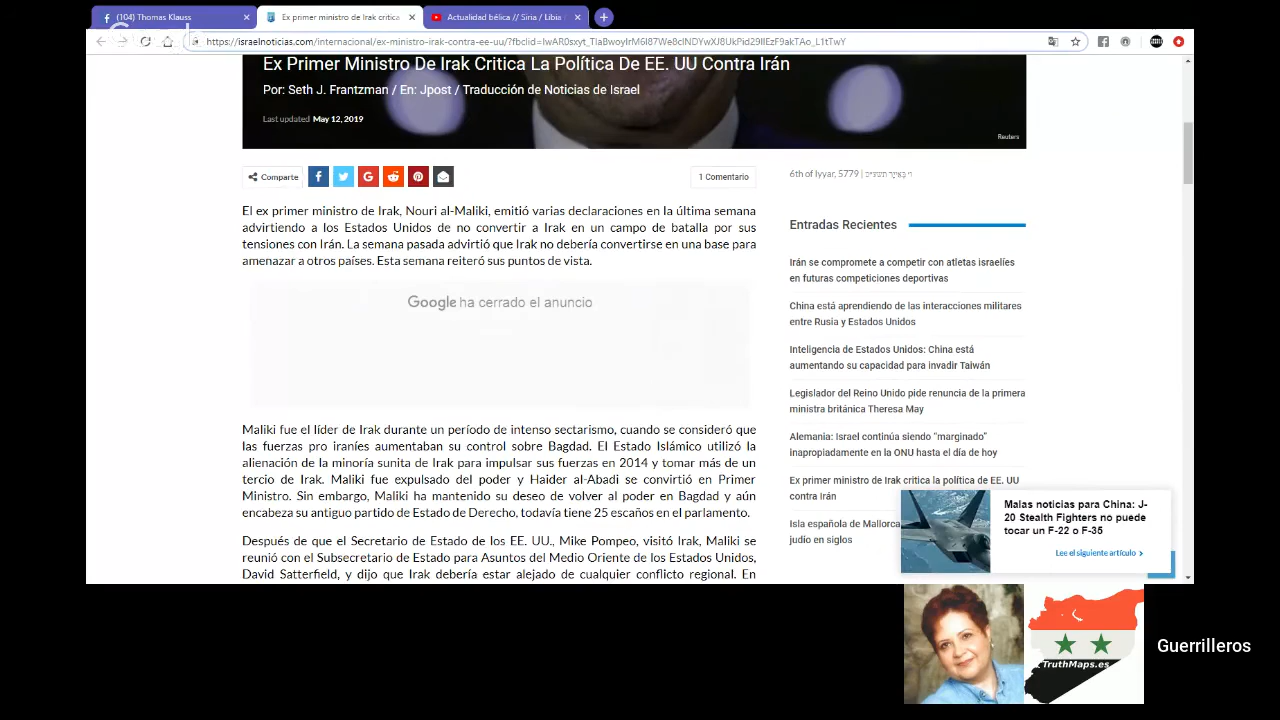 (104) Thomas Klauss
Ex primer ministro de Irak critica
Actualidad bélica // Siria / Libia
https://israelnoticias.com/internacional/ex-ministro-irak-contra-ee-uu/?fbclid=
Ex Primer Ministro De Irak Critica La Política De EE. UU Contra Irán
Por: Seth J. Frantzman / En: Jpost / Traducción de Noticias de Israel
Last updated May 12, 2019
Reuters
Comparte
1 Comentario
El ex primer ministro de Irak, Nouri al-Maliki, emitió varias declaraciones en la última semana
advirtiendo a los Estados Unidos de no convertir a Irak en un campo de batalla por sus
tensiones con Irán. La semana pasada advirtió que Irak no debería convertirse en una base para
amenazar a otros países. Esta semana reiteró sus puntos de vista.
Google ha cerrado el anuncio
Maliki fue el líder de Irak durante un período de intenso sectarismo, cuando se consideró que
las fuerzas pro iraníes aumentaban su control sobre Bagdad. El Estado Islámico utilizó la
alienación de la minoría sunita de Irak para impulsar sus fuerzas en 2014 y tomar más de un
tercio de Irak. Maliki fue expulsado del poder y Haider al-Abadi se convirtió en Primer
Ministro. Sin embargo, Maliki ha mantenido su deseo de volver al poder en Bagdad y aún
encabeza su antiguo partido de Estado de Derecho, todavía tiene 25 escaños en el parlamento.
Después de que el Secretario de Estado de los EE. UU., Mike Pompeo, visitó Irak, Maliki se
reunió con el Subsecretario de Estado para Asuntos del Medio Oriente de los Estados Unidos,
David Satterfield, y dijo que Irak debería estar alejado de cualquier conflicto regional. En
6th of Iyyar, 5779 |
Entradas Recientes
Irán se compromete a competir con atletas israelíes
en futuras competiciones deportivas
China está aprendiendo de las interacciones militares
entre Rusia y Estados Unidos
Inteligencia de Estados Unidos: China está
aumentando su capacidad para invadir Taiwán
Legislador del Reino Unido pide renuncia de la primera
ministra británica Theresa May
Alemania: Israel continúa siendo “marginado”
inapropiadamente en la ONU hasta el día de hoy
Ex primer ministro de Irak critica la política de EE. UU
contra Irán
Isla española de Mallorca
judío en siglos
Malas noticias para China: J-
20 Stealth Fighters no puede
tocar un F-22 o F-35
Lee el siguiente artículo
TruthMaps.es
Guerrilleros